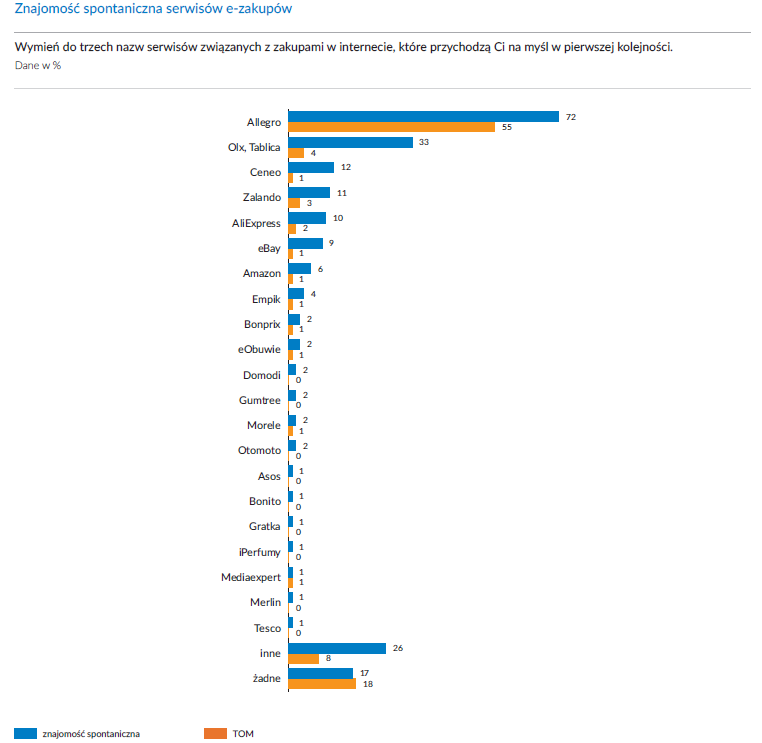 Znajomość spontaniczna serwisów e-zakupów
Wymień do trzech nazw serwisów związanych z zakupami w internecie, które przychodzą Ci na myśl w pierwszej kolejności.
Dane w %
Allegro 72
55
Olx, Tablica 33
4
Ceneo 12
1
Zalando 11
3
AliExpress 10
2
eBay 9
1
Amazon 6
1
Empik 4
1
Bonprix 2
1
eObuwie 2
1
Domodi 2
0
Gumtree 2
0
Morele 2
1
Otomoto 2
0
Asos 1
0
Bonito 1
0
Gratka 1
0
iPerfumy 1
0
Mediaexpert 1
1
Merlin 1
0
Tesco 1
0
inne 26
8
żadne 17
18
znajomość spontaniczna TOM